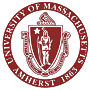 UNIVERSITY OF MASSACHUSETTS
AMHERST 1863